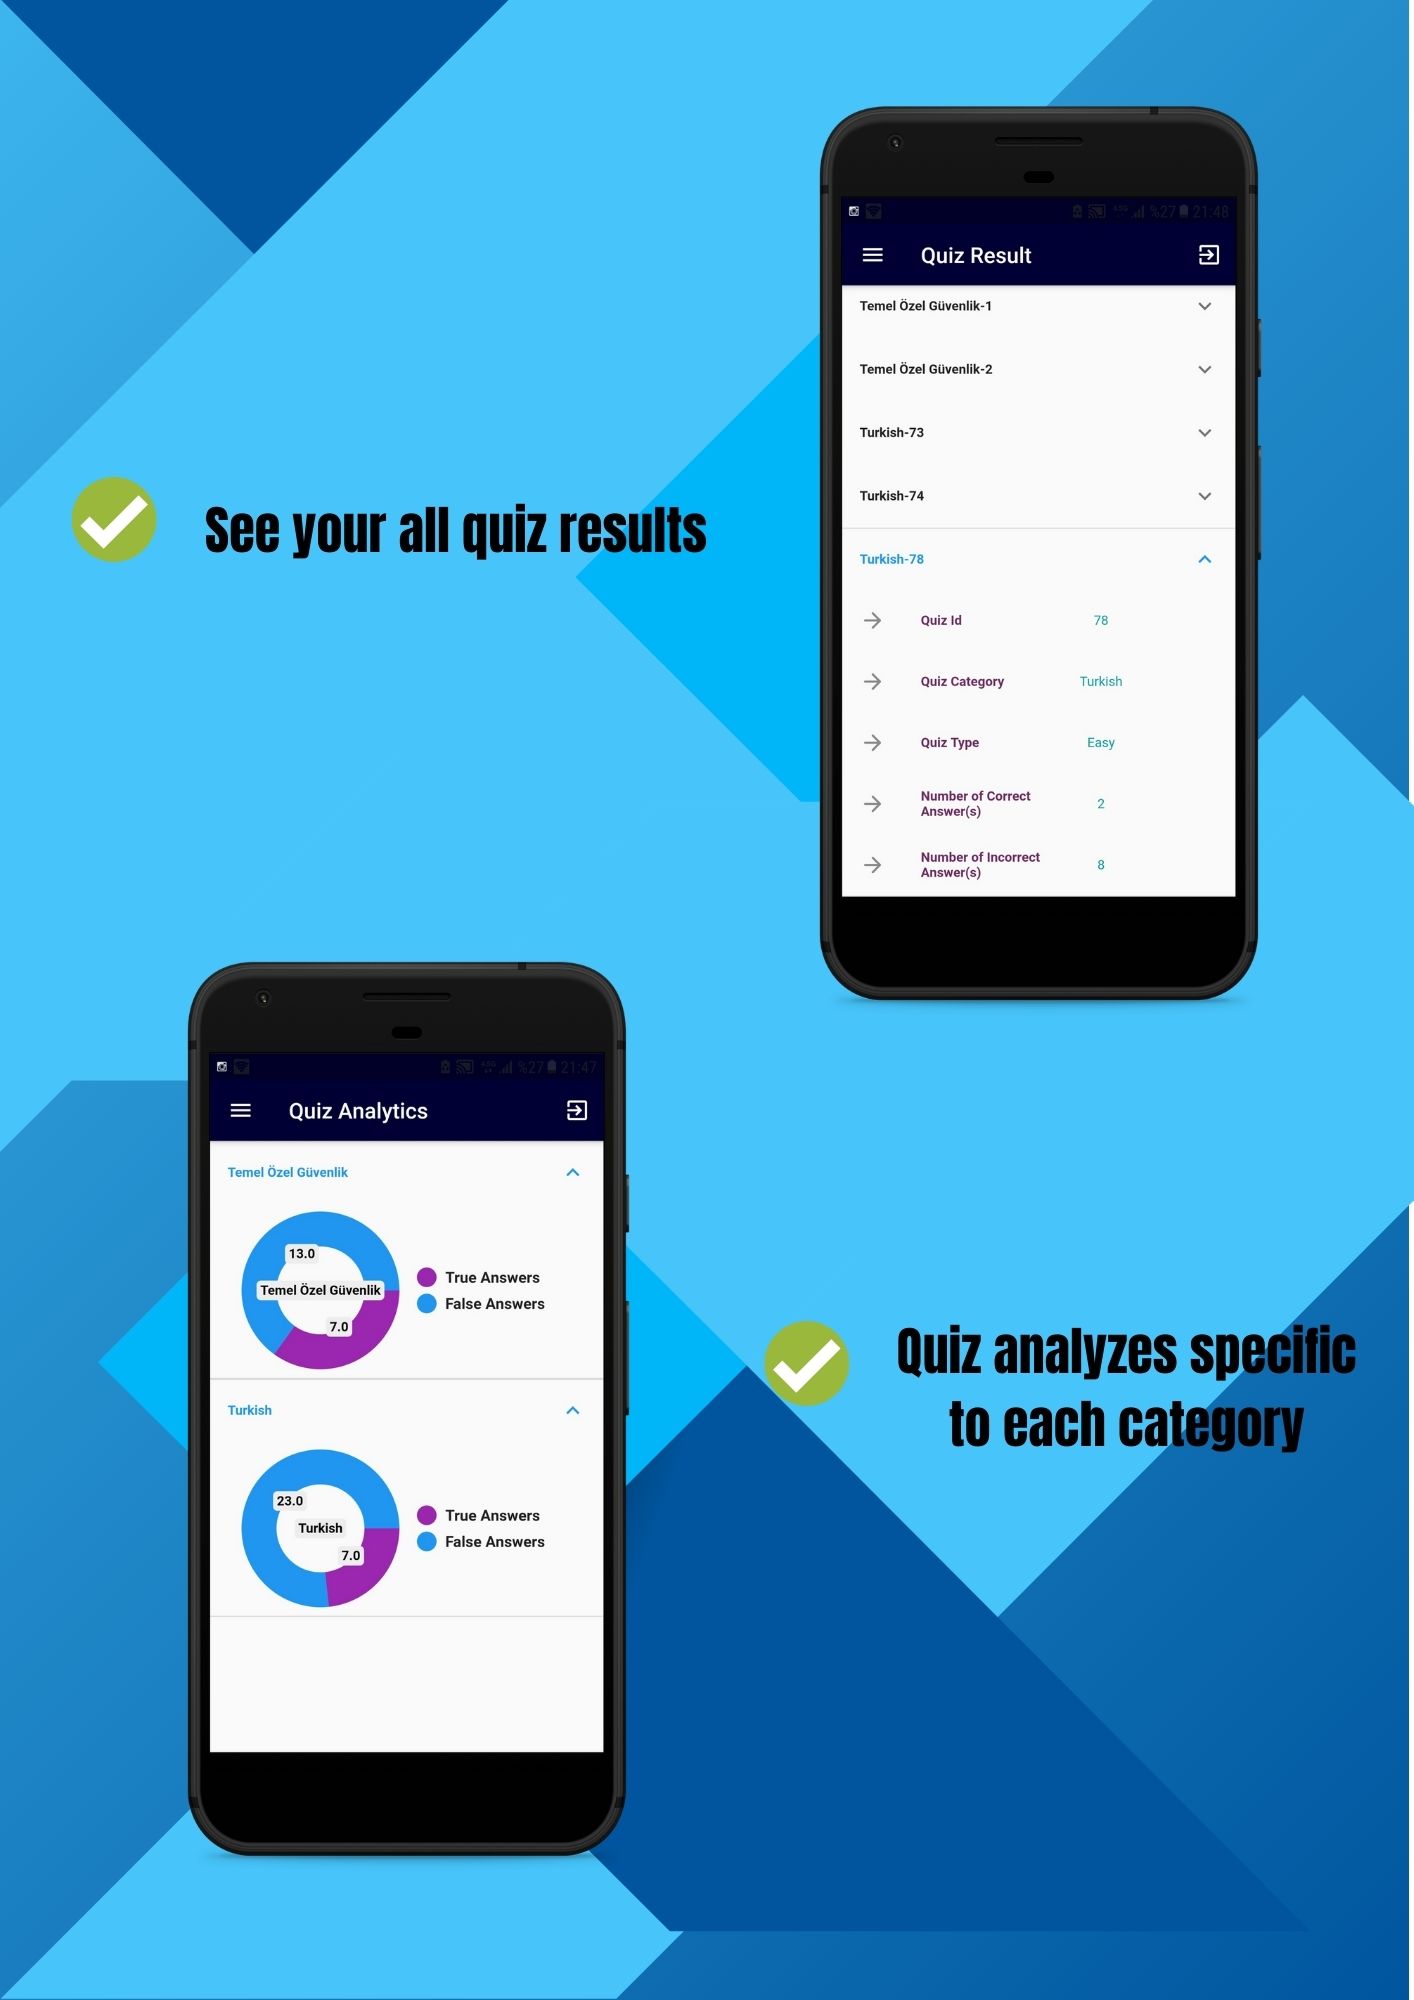 4.5G %27 21:48
Quiz Result
Temel Özel Güvenlik-1
Temel Özel Güvenlik-2
Turkish-73
Turkish-74
See your all quiz results
Turkish-78
Quiz Id 78
Quiz Category Turkish
Quiz Type Easy
Number of Correct
Answer(s)
2
Number of Incorrect
Answer(s)
8
4.5G %27 21:47
Quiz Analytics
Temel Özel Güvenlik
13.0
Temel Özel Güvenlik
7.0
True Answers
False Answers
Turkish
23.0
Turkish
7.0
True Answers
False Answers
Quiz analyzes specific
to each category